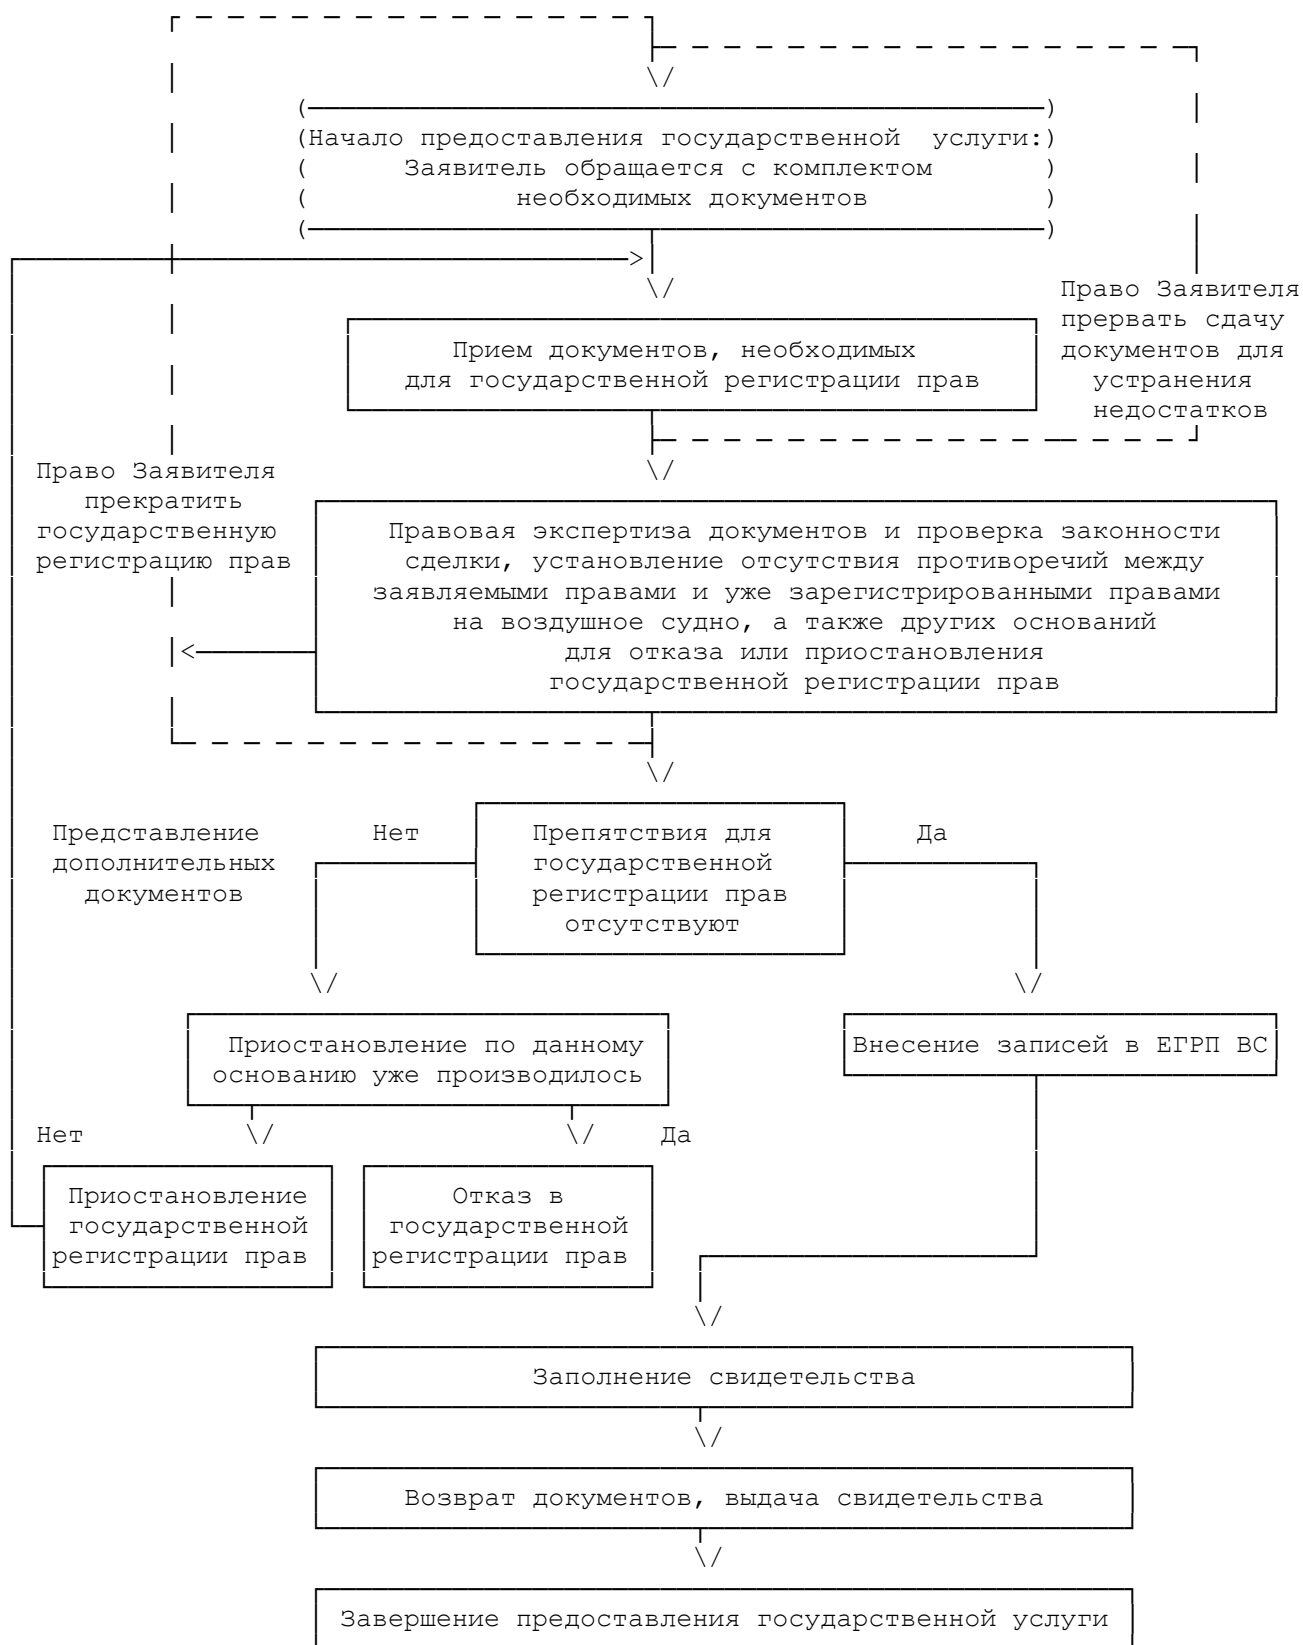 Начало предоставления государственной услуги:
Заявитель обращается с комплектом
необходимых документов
Право Заявителя
прервать сдачу
документов для
устранения
недостатков
Прием документов, необходимых
для государственной регистрации прав
Право Заявителя
прекратить
государственную
регистрацию прав
Правовая экспертиза документов и проверка законности
сделки, установление отсутствия противоречий между
заявляемыми правами и уже зарегистрированными правами
на воздушное судно, а также других оснований
для отказа или приостановления
государственной регистрации прав
Представление
дополнительных
документов
Нет
Препятствия для
государственной
регистрации прав
отсутствуют
Да
Приостановление по данному
основанию уже производилось
Внесение записей в ЕГРП ВС
Нет
Да
Приостановление
государственной
регистрации прав
Отказ в
государственной
регистрации прав
Заполнение свидетельства
Возврат документов, выдача свидетельства
Завершение предоставления государственной услуги